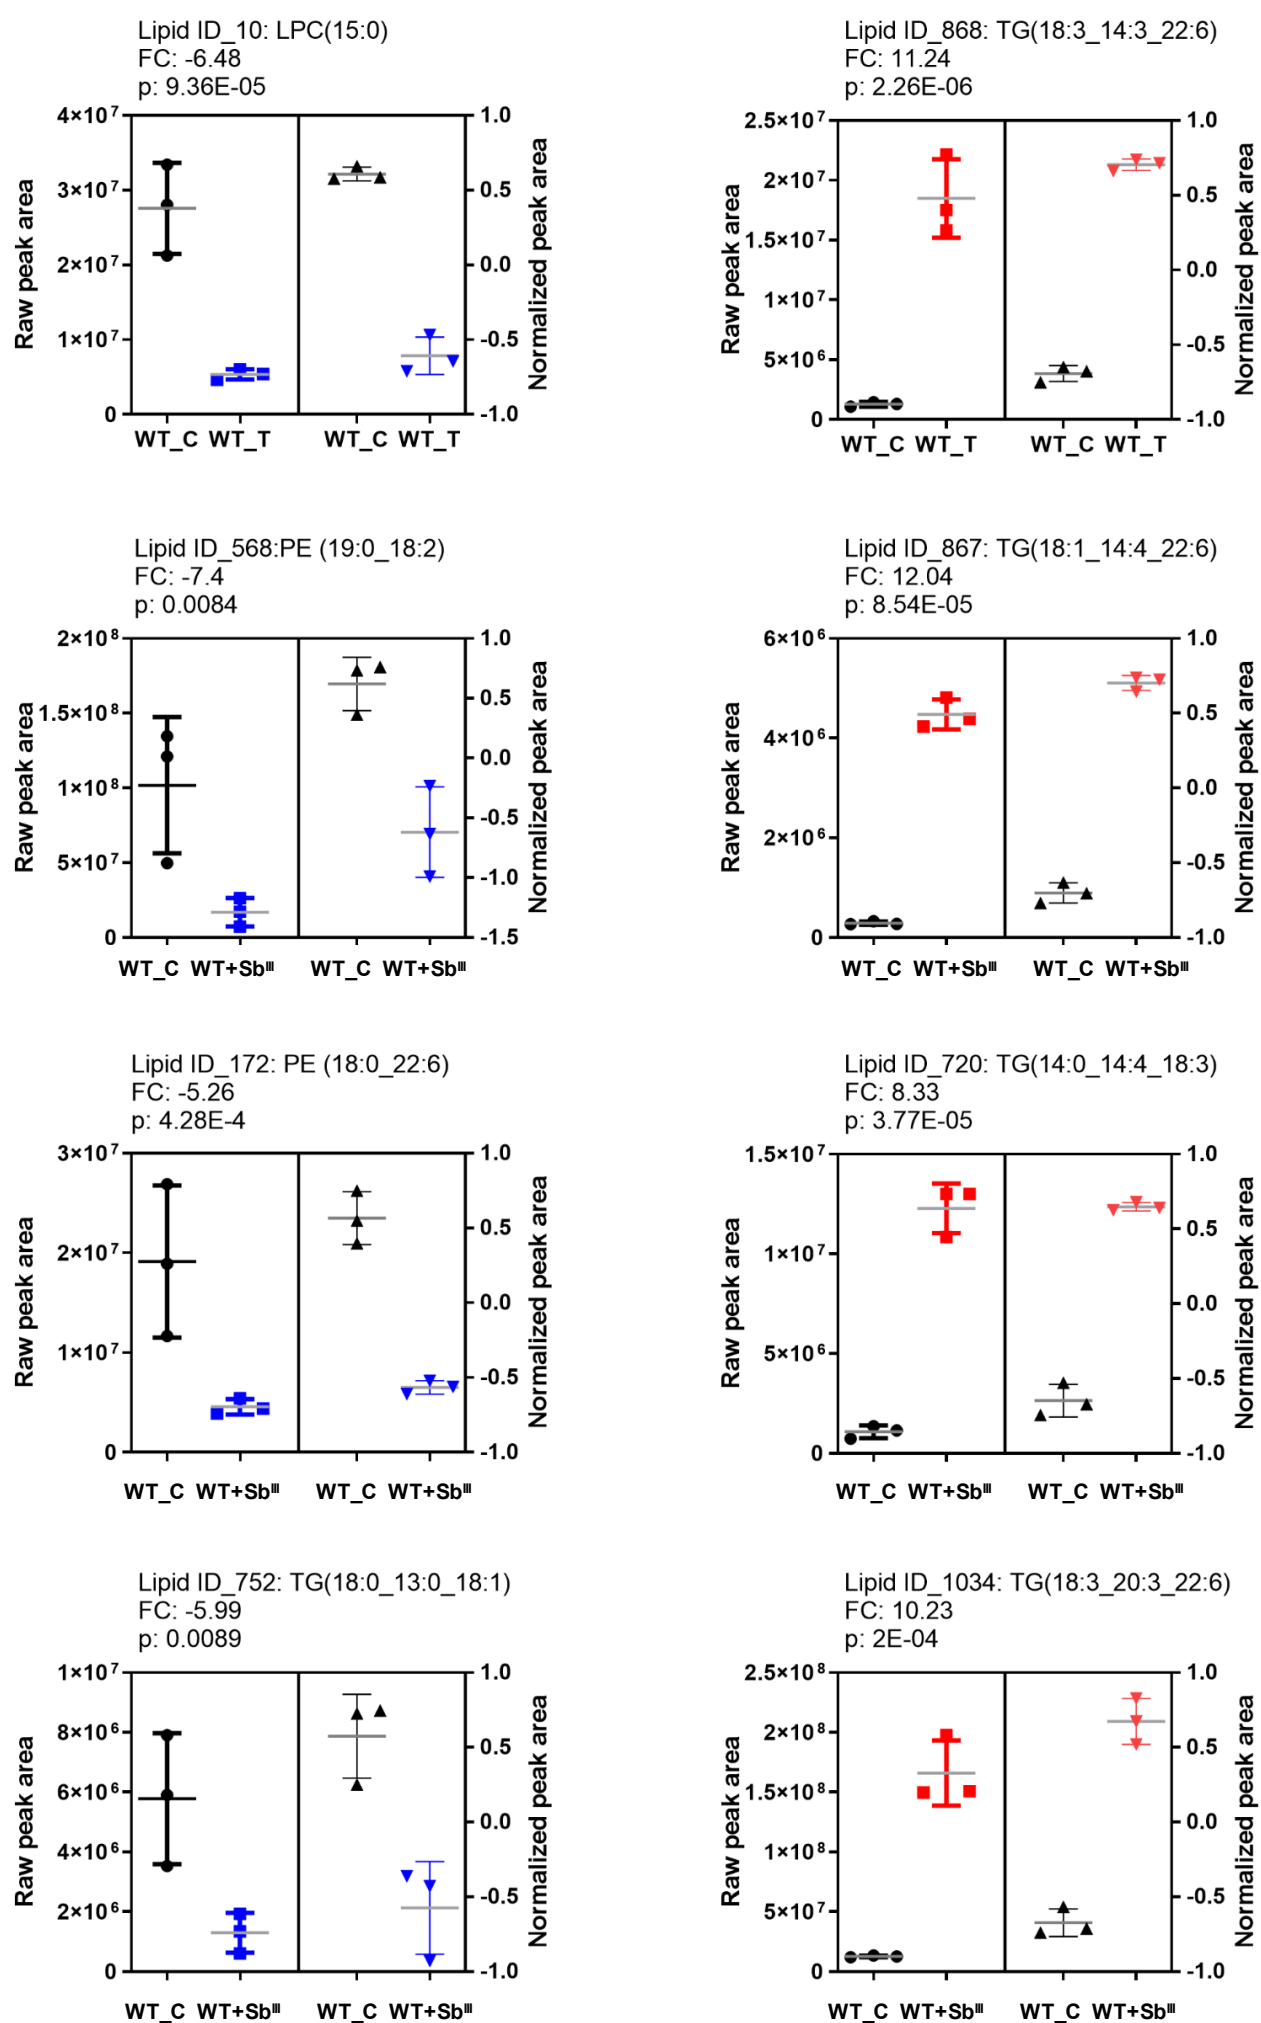 Lipid ID_10: LPC(15:0)
FC: -6.48
p: 9.36E-05
Raw peak area
4×10⁷
3×10⁷
2×10⁷
1×10⁷
0
1.0
0.5
0.0
-0.5
-1.0
Normalized peak area
WT_C WT_T WT_C WT_T
Lipid ID_868: TG(18:3_14:3_22:6)
FC: 11.24
p: 2.26E-06
Raw peak area
2.5×10⁷
2×10⁷
1.5×10⁷
1×10⁷
5×10⁶
0
1.0
0.5
0.0
-0.5
-1.0
Normalized peak area
WT_C WT_T WT_C WT_T
Lipid ID_568:PE (19:0_18:2)
FC: -7.4
p: 0.0084
Raw peak area
2×10⁸
1.5×10⁸
1×10⁸
5×10⁷
0
1.0
0.5
0.0
-0.5
-1.0
-1.5
Normalized peak area
WT_C WT+Sbᴵᴵᴵ WT_C WT+Sbᴵᴵᴵ
Lipid ID_867: TG(18:1_14:4_22:6)
FC: 12.04
p: 8.54E-05
Raw peak area
6×10⁶
4×10⁶
2×10⁶
0
1.0
0.5
0.0
-0.5
-1.0
Normalized peak area
WT_C WT+Sbᴵᴵᴵ WT_C WT+Sbᴵᴵᴵ
Lipid ID_172: PE (18:0_22:6)
FC: -5.26
p: 4.28E-4
Raw peak area
3×10⁷
2×10⁷
1×10⁷
0
1.0
0.5
0.0
-0.5
-1.0
Normalized peak area
WT_C WT+Sbᴵᴵᴵ WT_C WT+Sbᴵᴵᴵ
Lipid ID_720: TG(14:0_14:4_18:3)
FC: 8.33
p: 3.77E-05
Raw peak area
1.5×10⁷
1×10⁷
5×10⁶
0
1.0
0.5
0.0
-0.5
-1.0
Normalized peak area
WT_C WT+Sbᴵᴵᴵ WT_C WT+Sbᴵᴵᴵ
Lipid ID_752: TG(18:0_13:0_18:1)
FC: -5.99
p: 0.0089
Raw peak area
1×10⁷
8×10⁶
6×10⁶
4×10⁶
2×10⁶
0
1.0
0.5
0.0
-0.5
-1.0
Normalized peak area
WT_C WT+Sbᴵᴵᴵ WT_C WT+Sbᴵᴵᴵ
Lipid ID_1034: TG(18:3_20:3_22:6)
FC: 10.23
p: 2E-04
Raw peak area
2.5×10⁸
2×10⁸
1.5×10⁸
1×10⁸
5×10⁷
0
1.0
0.5
0.0
-0.5
-1.0
Normalized peak area
WT_C WT+Sbᴵᴵᴵ WT_C WT+Sbᴵᴵᴵ